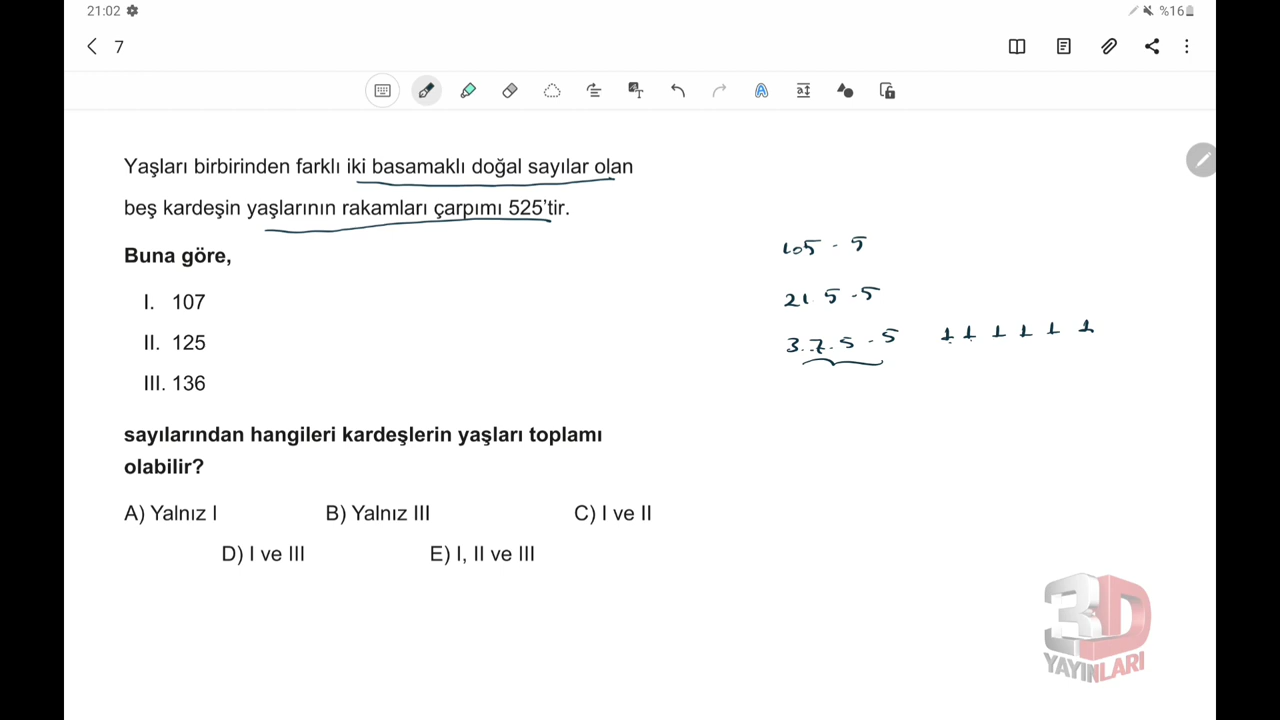 21:02
%16
7
Yaşları birbirinden farklı iki basamaklı doğal sayılar olan
beş kardeşin yaşlarının rakamları çarpımı 525'tir.
Buna göre,
I. 107
II. 125
III. 136
sayılarından hangileri kardeşlerin yaşları toplamı
olabilir?
A) Yalnız I B) Yalnız III C) I ve II
D) I ve III E) I, II ve III
105 . 5
21 5 . 5
3.7.5.5 1 1 1 1 1 1
3D
YAYINLARI